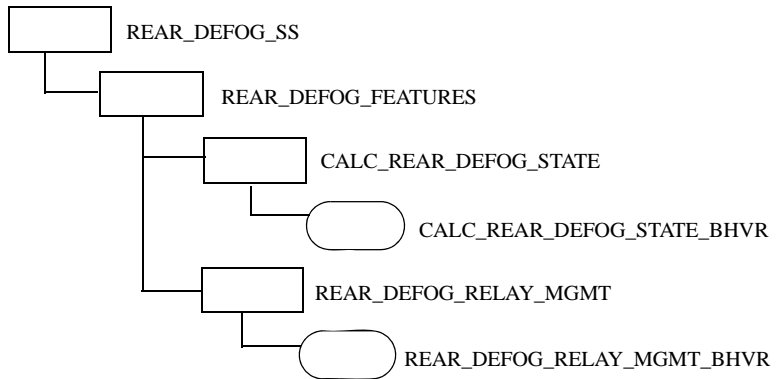 REAR_DEFOG_SS
REAR_DEFOG_FEATURES
CALC_REAR_DEFOG_STATE
CALC_REAR_DEFOG_STATE_BHVR
REAR_DEFOG_RELAY_MGMT
REAR_DEFOG_RELAY_MGMT_BHVR